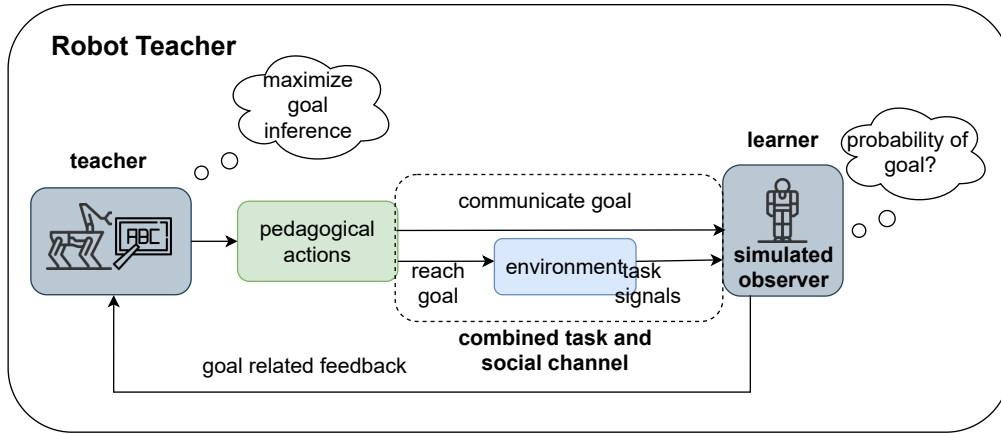 Robot Teacher
maximize
goal
inference
teacher
learner
probability of
goal?
ABC
pedagogical
actions
communicate goal
reach
goal
environment
task
signals
simulated
observer
combined task and
social channel
goal related feedback